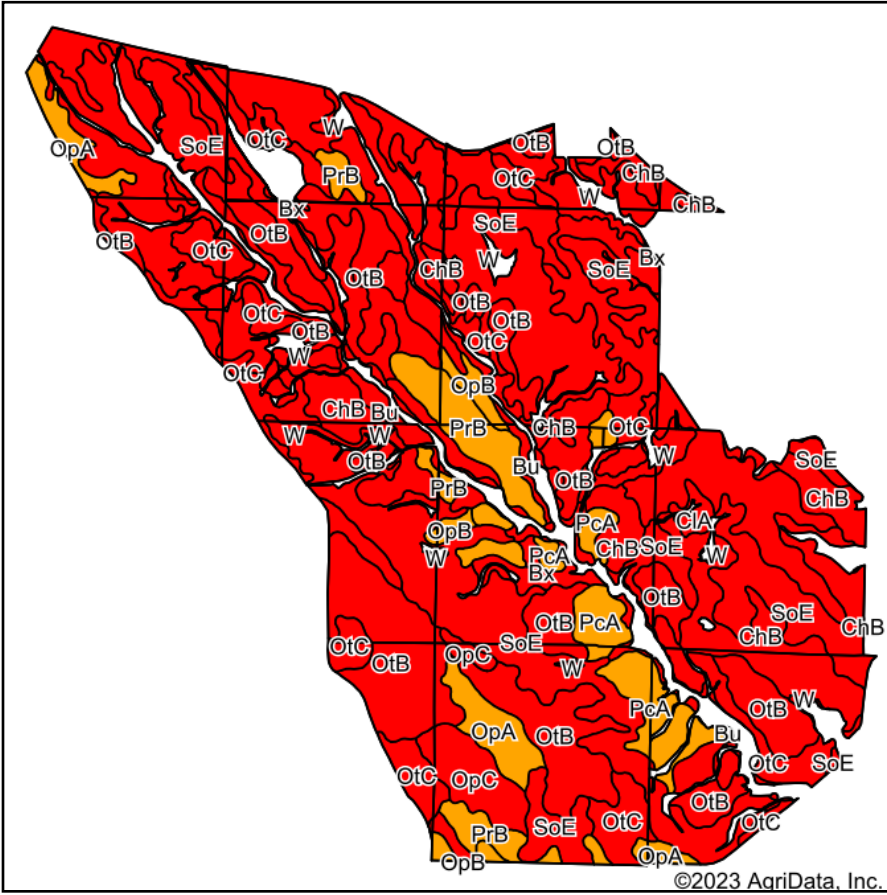 OtB
OtB
W
OtC
SoE
OpA
OtC
ChB
PrB
W
ChB
Bx
SoE
OtB
OtB
OtC
Bx
W
ChB
SoE
OtB
OtB
OtC
OtB
OtB
OtC
W
OtC
OpB
ChB
Bu
PrB
ChB
OtC
W
W
W
SoE
OtB
Bu
OtB
PrB
ChB
PcA
ClA
OpB
W
PcA
ChB
SoE
W
Bx
OtB
SoE
OtB
PcA
ChB
ChB
OtC
SoE
OtB
OpC
W
W
PcA
OtB
OpA
OtB
Bu
OtC
SoE
OtC
OpC
OtB
PrB
SoE
OtC
OtC
OpB
OpA
©2023 AgriData, Inc.